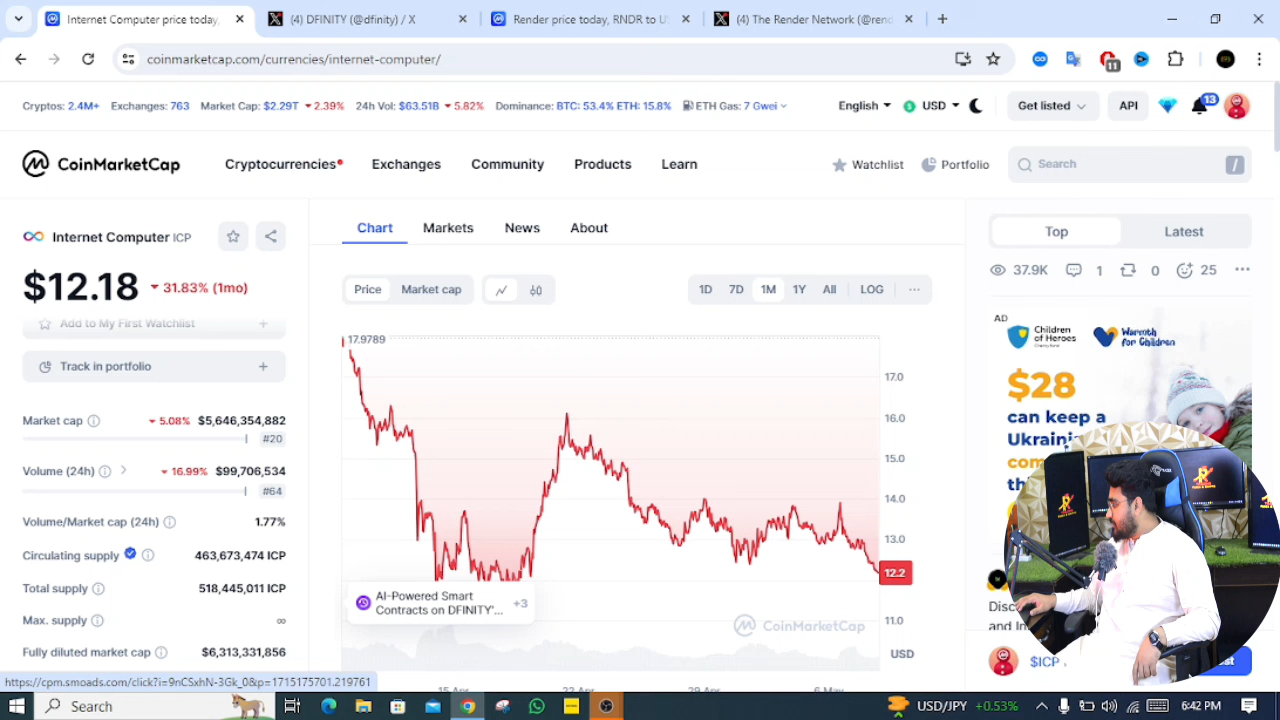 Internet Computer price today,
(4) DFINITY (@dfinity) / X
Render price today, RNDR to U
(4) The Render Network (@rend
coinmarketcap.com/currencies/internet-computer/
11
Cryptos: 2.4M+ Exchanges: 763 Market Cap: $2.29T 2.39% 24h Vol: $63.51B 5.82% Dominance: BTC: 53.4% ETH: 15.8% ETH Gas: 7 Gwei
English USD Get listed API 13
CoinMarketCap
Cryptocurrencies Exchanges Community Products Learn
Watchlist Portfolio Search /
Internet Computer ICP
$12.18 31.83% (1mo)
Add to My First Watchlist +
Track in portfolio +
Market cap 5.08% $5,646,354,882
#20
Volume (24h) 16.99% $99,706,534
#64
Volume/Market cap (24h) 1.77%
Circulating supply 463,673,474 ICP
Total supply 518,445,011 ICP
Max. supply ∞
Fully diluted market cap $6,313,331,856
Chart Markets News About
Price Market cap
1D 7D 1M 1Y All LOG ...
17.9789
17.0
16.0
15.0
14.0
13.0
12.2
11.0
USD
AI-Powered Smart
Contracts on DFINITY'... +3
CoinMarketCap
15 Apr 22 Apr 29 Apr 6 May
Top Latest
37.9K 1 0 25 ...
AD
Children
of Heroes
Charity Fund
Warmth
for Children
$28
can keep a
Ukraini
com
th
Disc
and In
$ICP
https://cpm.smoads.com/click?i=9nCSxhN-3Gk_0&p=1715175701.219761
Search
USD/JPY +0.53%
6:42 PM